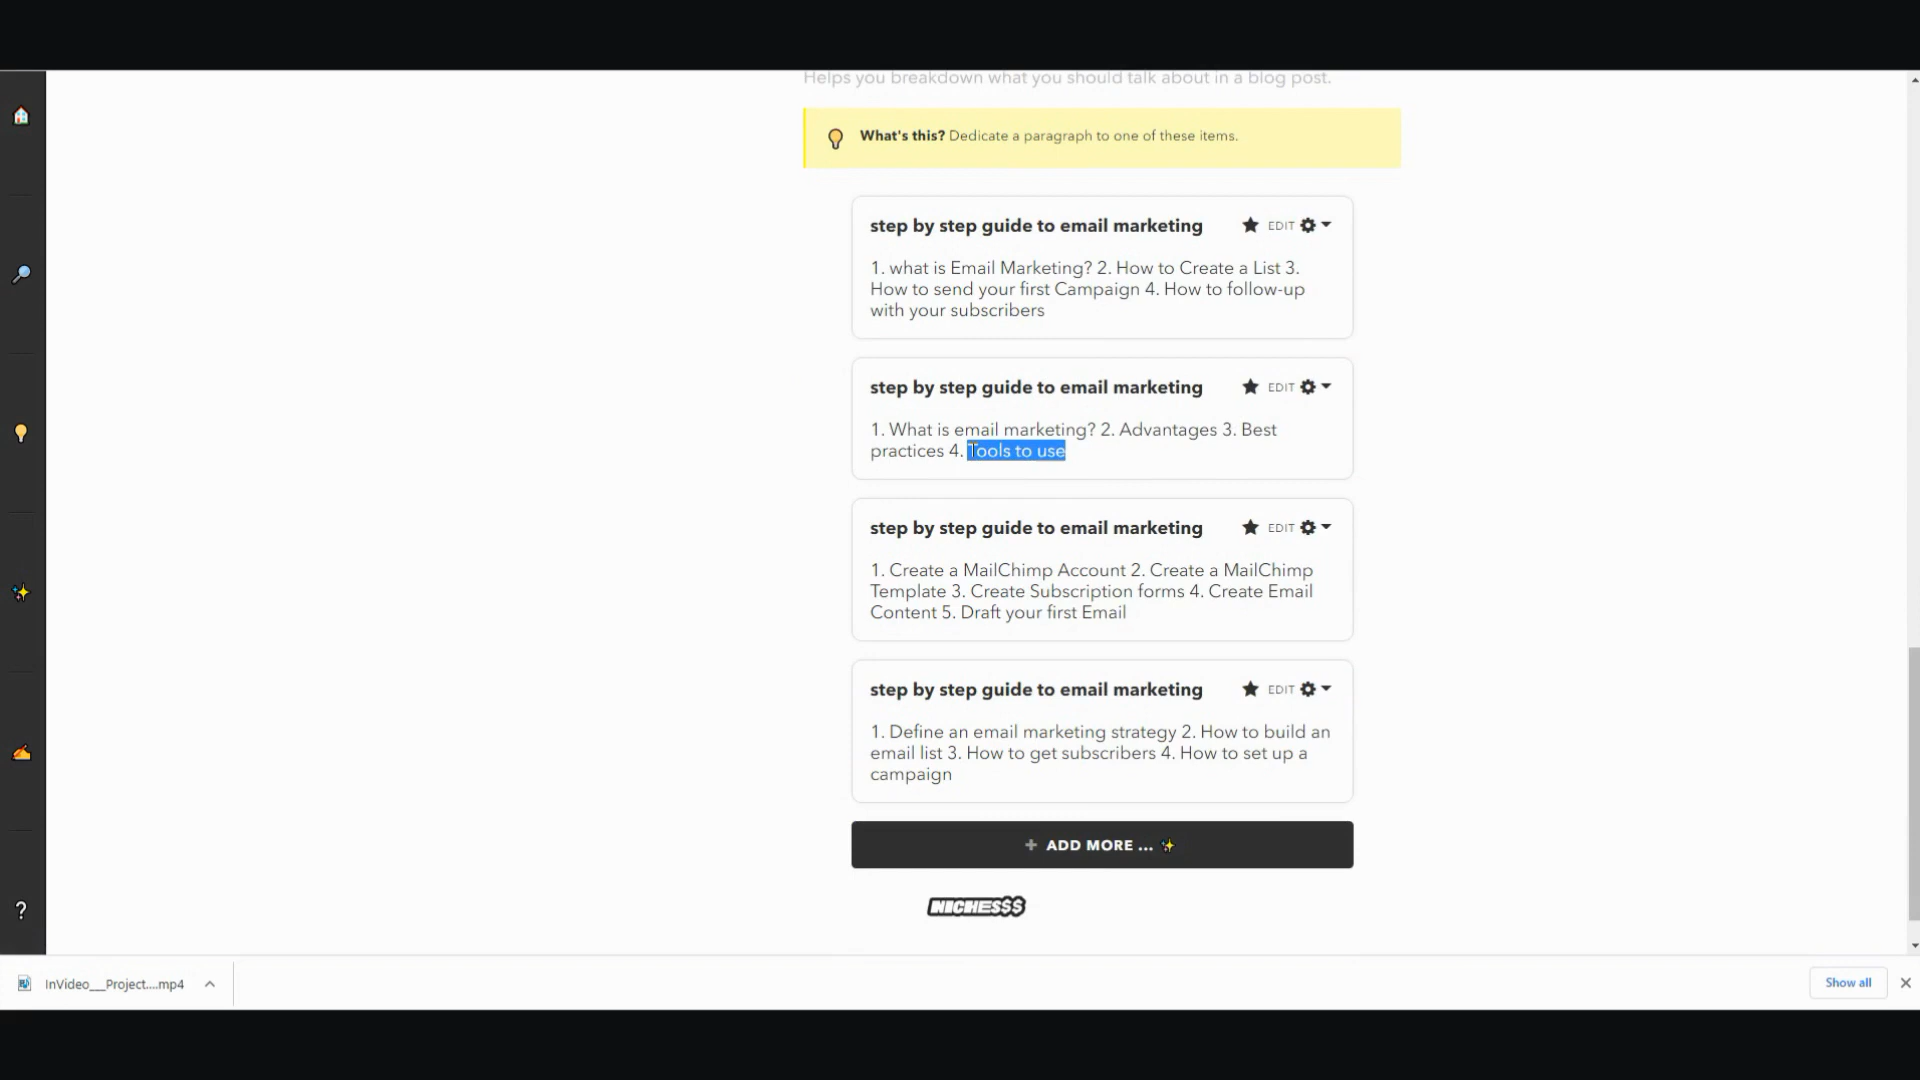 Helps you breakdown what you should talk about in a blog post.
What's this? Dedicate a paragraph to one of these items.
step by step guide to email marketing
EDIT
1. what is Email Marketing? 2. How to Create a List 3.
How to send your first Campaign 4. How to follow-up
with your subscribers
step by step guide to email marketing
EDIT
1. What is email marketing? 2. Advantages 3. Best
practices 4. Tools to use
step by step guide to email marketing
EDIT
1. Create a MailChimp Account 2. Create a MailChimp
Template 3. Create Subscription forms 4. Create Email
Content 5. Draft your first Email
step by step guide to email marketing
EDIT
1. Define an email marketing strategy 2. How to build an
email list 3. How to get subscribers 4. How to set up a
campaign
+ ADD MORE ...
NICHES$$
?
InVideo___Project....mp4
Show all